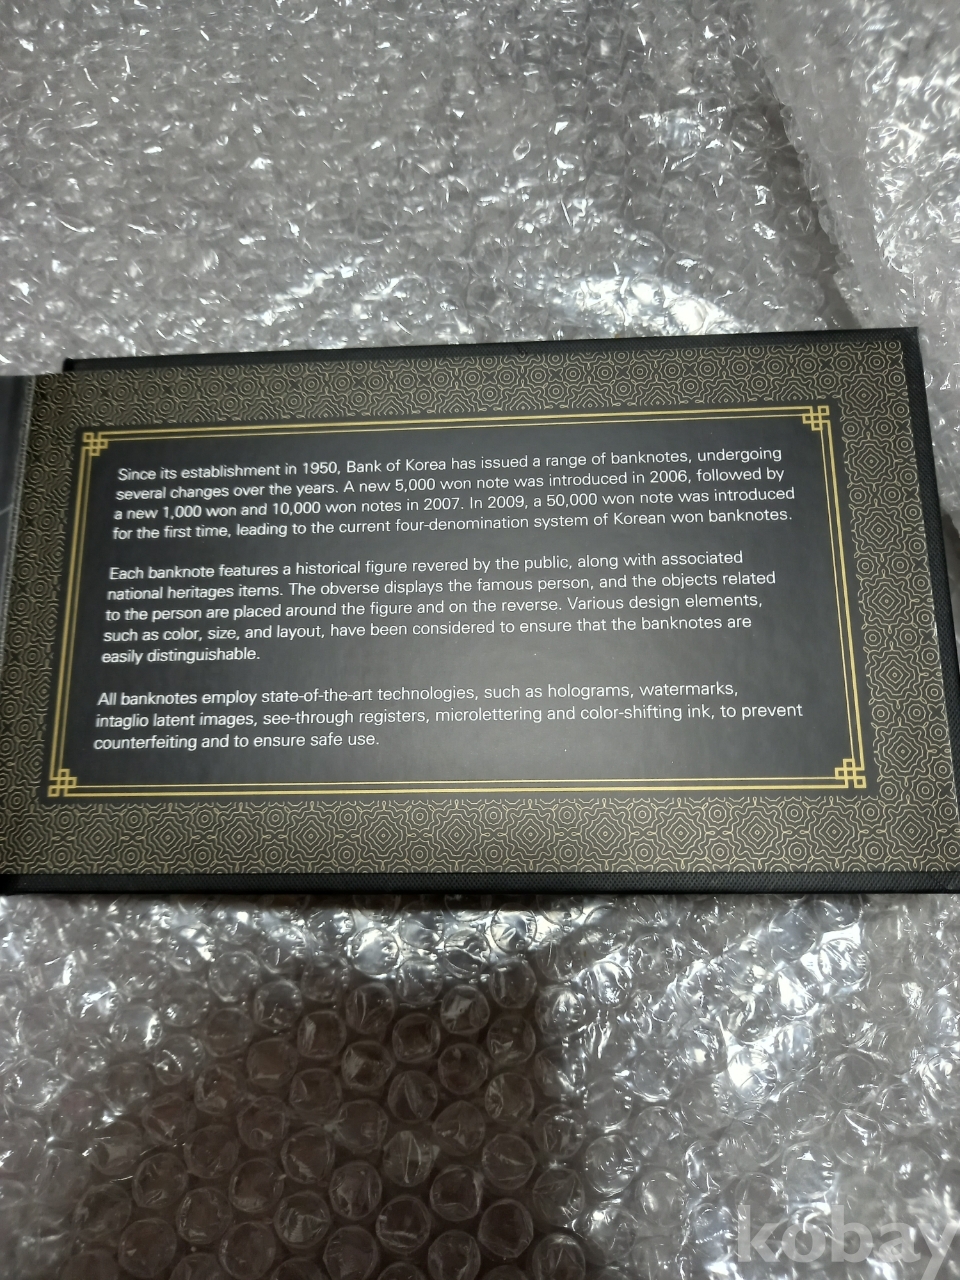 Since its establishment in 1950, Bank of Korea has issued a range of banknotes, undergoing
several changes over the years. A new 5,000 won note was introduced in 2006, followed by
a new 1,000 won and 10,000 won notes in 2007. In 2009, a 50,000 won note was introduced
for the first time, leading to the current four-denomination system of Korean won banknotes.
Each banknote features a historical figure revered by the public, along with associated
national heritages items. The obverse displays the famous person, and the objects related
to the person are placed around the figure and on the reverse. Various design elements,
such as color, size, and layout, have been considered to ensure that the banknotes are
easily distinguishable.
All banknotes employ state-of-the-art technologies, such as holograms, watermarks,
intaglio latent images, see-through registers, microlettering and color-shifting ink, to prevent
counterfeiting and to ensure safe use.
kobay